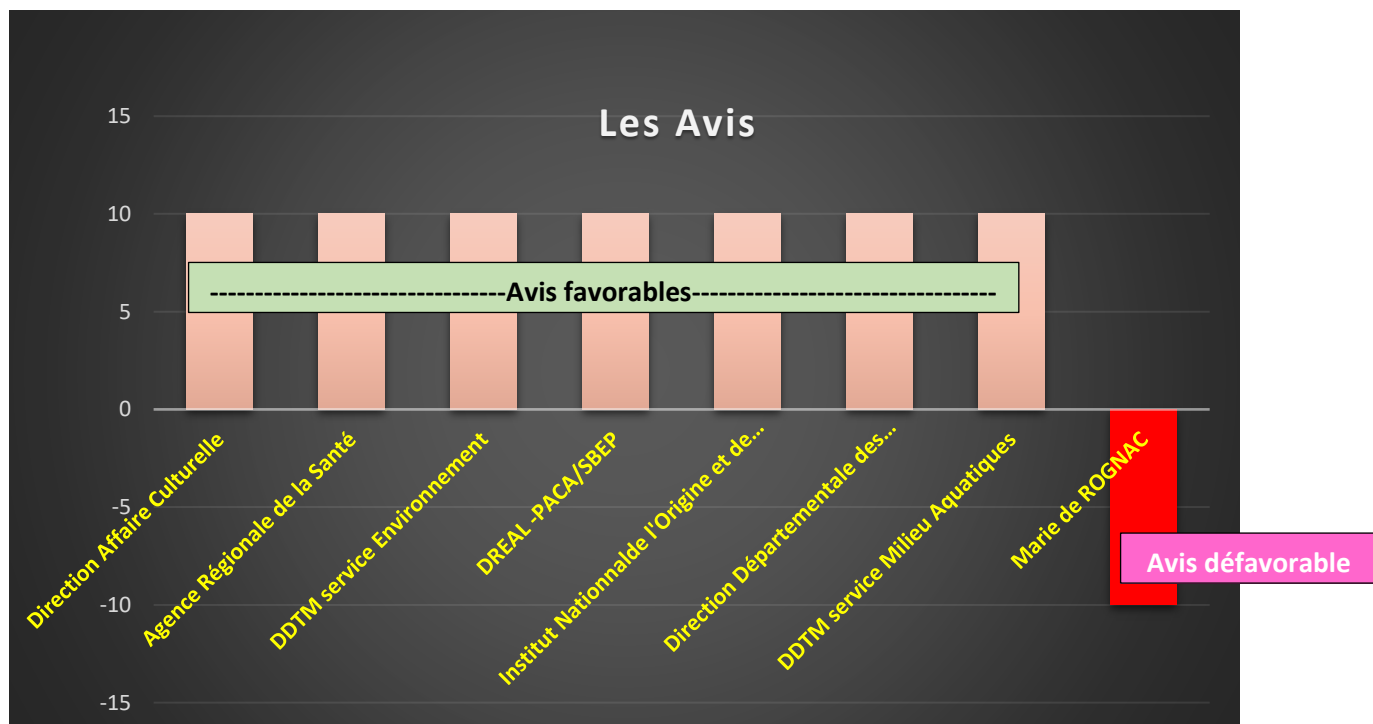 Les Avis
15
10
5
0
-5
-10
-15
----------------------------------Avis favorables-----------------------------------
Avis défavorable
Direction Affaire Culturelle
Agence Régionale de la Santé
DDTM service Environnement
DREAL -PACA/SBEP
Institut Nationnalde l'Origine et de...
Direction Départementale des...
DDTM service Milieu Aquatiques
Marie de ROGNAC